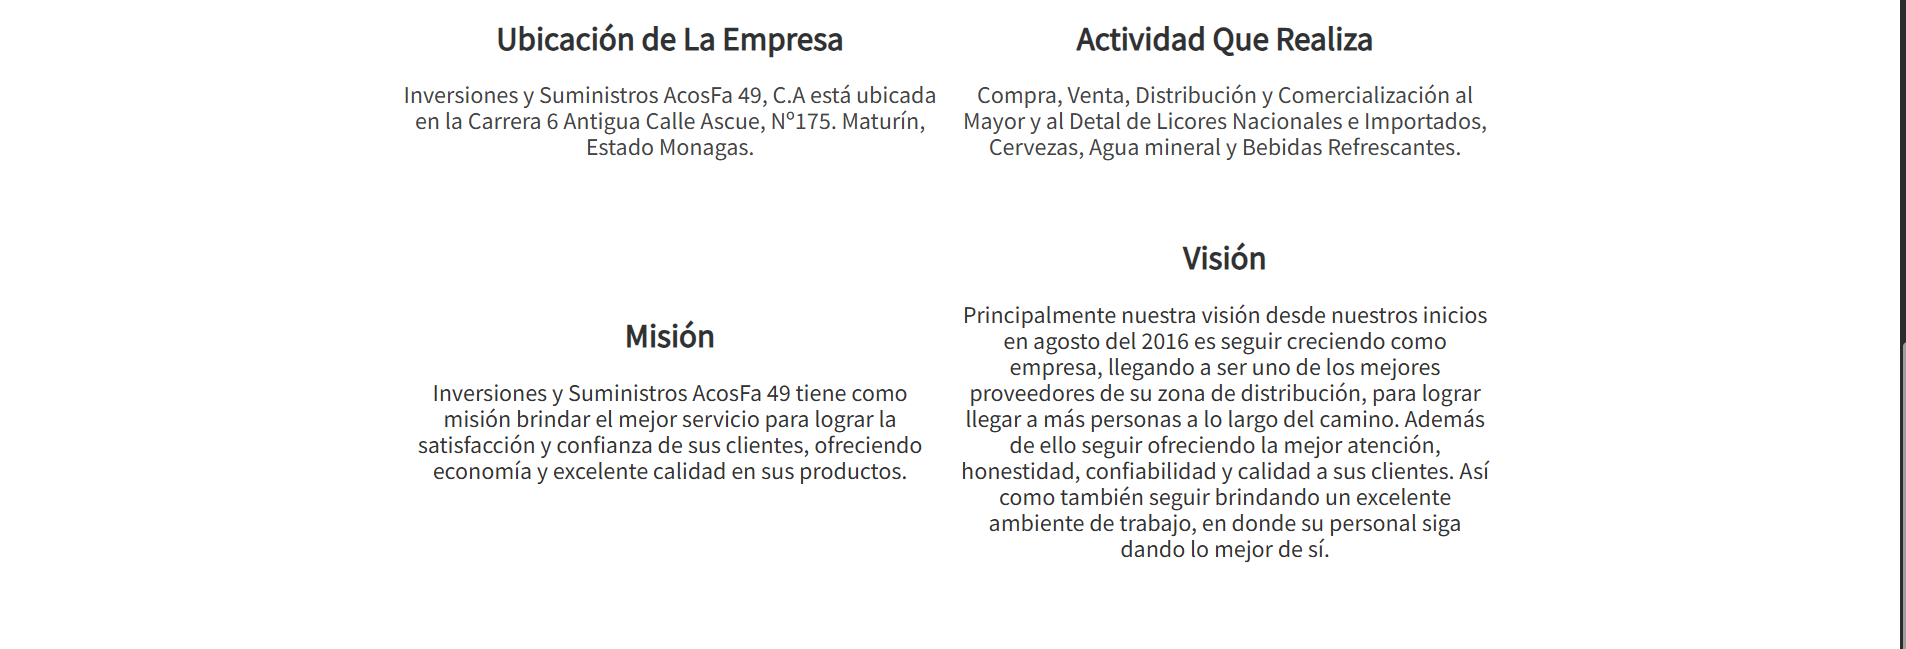 Ubicación de La Empresa
Inversiones y Suministros AcosFa 49, C.A está ubicada
en la Carrera 6 Antigua Calle Ascue, Nº175. Maturín,
Estado Monagas.
Actividad Que Realiza
Compra, Venta, Distribución y Comercialización al
Mayor y al Detal de Licores Nacionales e Importados,
Cervezas, Agua mineral y Bebidas Refrescantes.
Misión
Inversiones y Suministros AcosFa 49 tiene como
misión brindar el mejor servicio para lograr la
satisfacción y confianza de sus clientes, ofreciendo
economía y excelente calidad en sus productos.
Visión
Principalmente nuestra visión desde nuestros inicios
en agosto del 2016 es seguir creciendo como
empresa, llegando a ser uno de los mejores
proveedores de su zona de distribución, para lograr
llegar a más personas a lo largo del camino. Además
de ello seguir ofreciendo la mejor atención,
honestidad, confiabilidad y calidad a sus clientes. Así
como también seguir brindando un excelente
ambiente de trabajo, en donde su personal siga
dando lo mejor de sí.